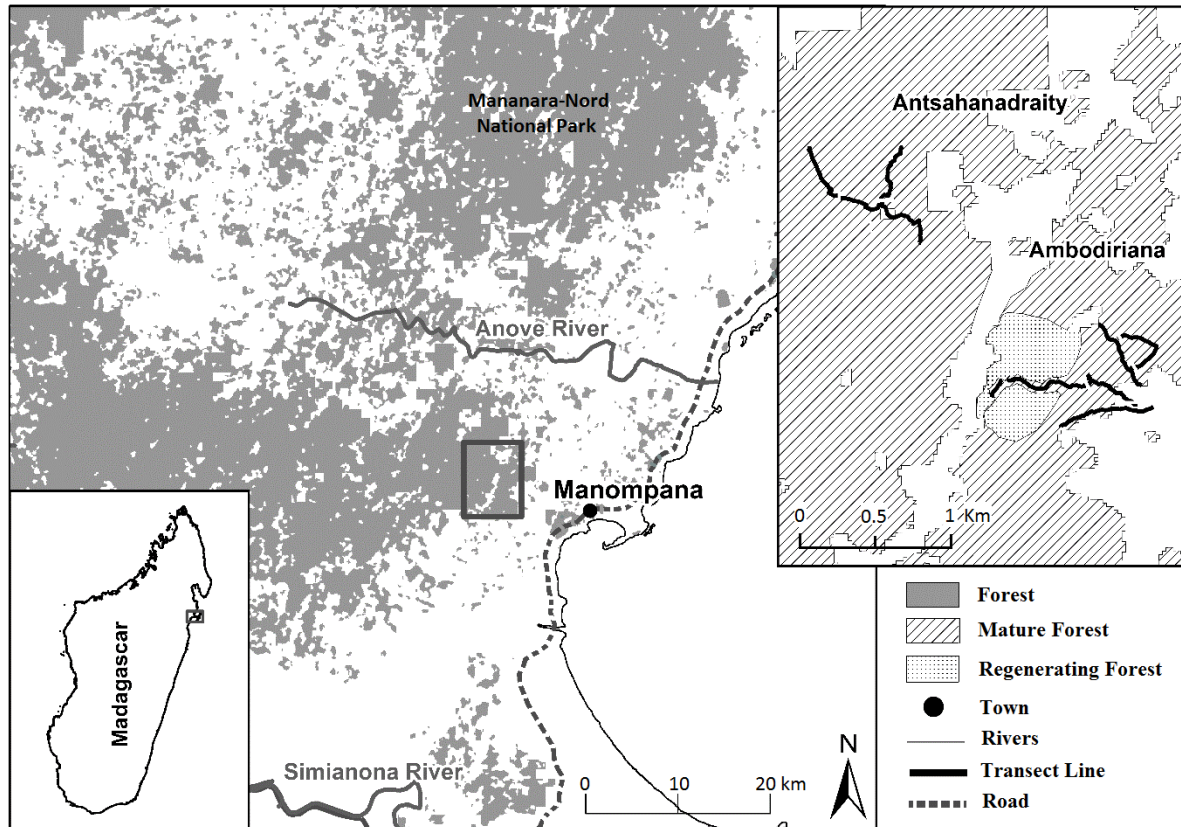 Mananara-Nord
National Park
Anove River
Manompana
Simianona River
Madagascar
0 10 20 km
N
Antsahanadraity
Ambodiriana
0 0.5 1 Km
Forest
Mature Forest
Regenerating Forest
Town
Rivers
Transect Line
Road